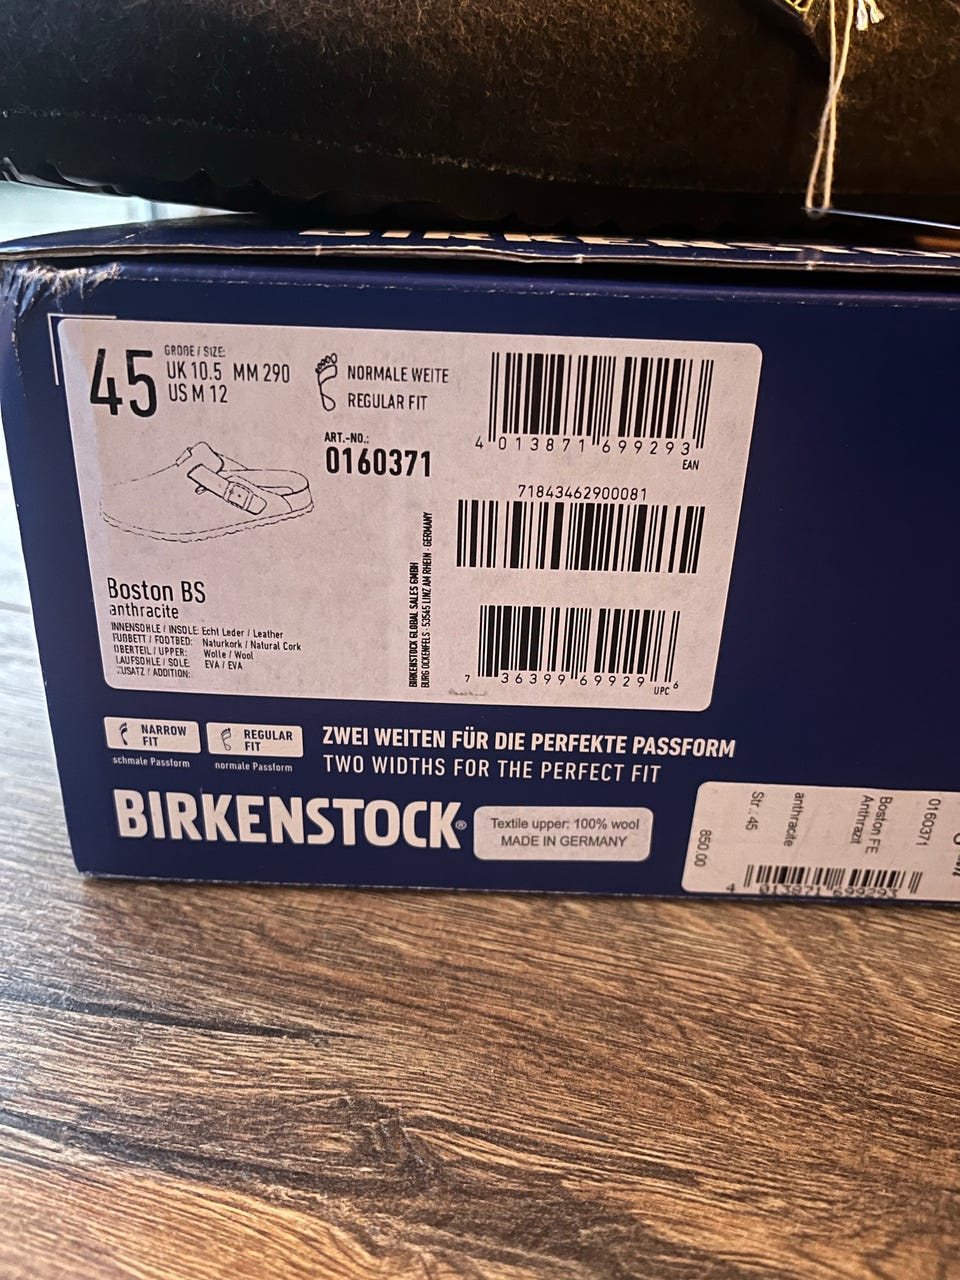 BIRKENSTOCK
45
GRÖßE / SIZE:
UK 10.5 MM 290
US M 12
NORMALE WEITE
REGULAR FIT
ART.-NO.:
0160371
4 013871 699293
EAN
71843462900081
7 36399 69929 6
UPC
BIRKENSTOCK GLOBAL SALES GMBH
BURG OCKENFELS · 53545 LINZ AM RHEIN · GERMANY
Boston BS
anthracite
INNENSOHLE / INSOLE: Echt Leder / Leather
FUßBETT / FOOTBED: Naturkork / Natural Cork
OBERTEIL / UPPER: Wolle / Wool
LAUFSOHLE / SOLE: EVA / EVA
ZUSATZ / ADDITION:
NARROW
FIT
schmale Passform
REGULAR
FIT
normale Passform
ZWEI WEITEN FÜR DIE PERFEKTE PASSFORM
TWO WIDTHS FOR THE PERFECT FIT
BIRKENSTOCK®
Textile upper: 100% wool
MADE IN GERMANY
0160371
Boston FE
Anthrazit
anthracite
Str.: 45
850.00
4 013871 699293